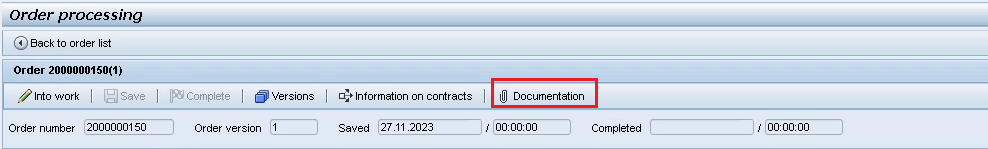 Order processing
Back to order list
Order 2000000150(1)
Into work Save Complete Versions Information on contracts Documentation
Order number 2000000150 Order version 1 Saved 27.11.2023 / 00:00:00 Completed / 00:00:00